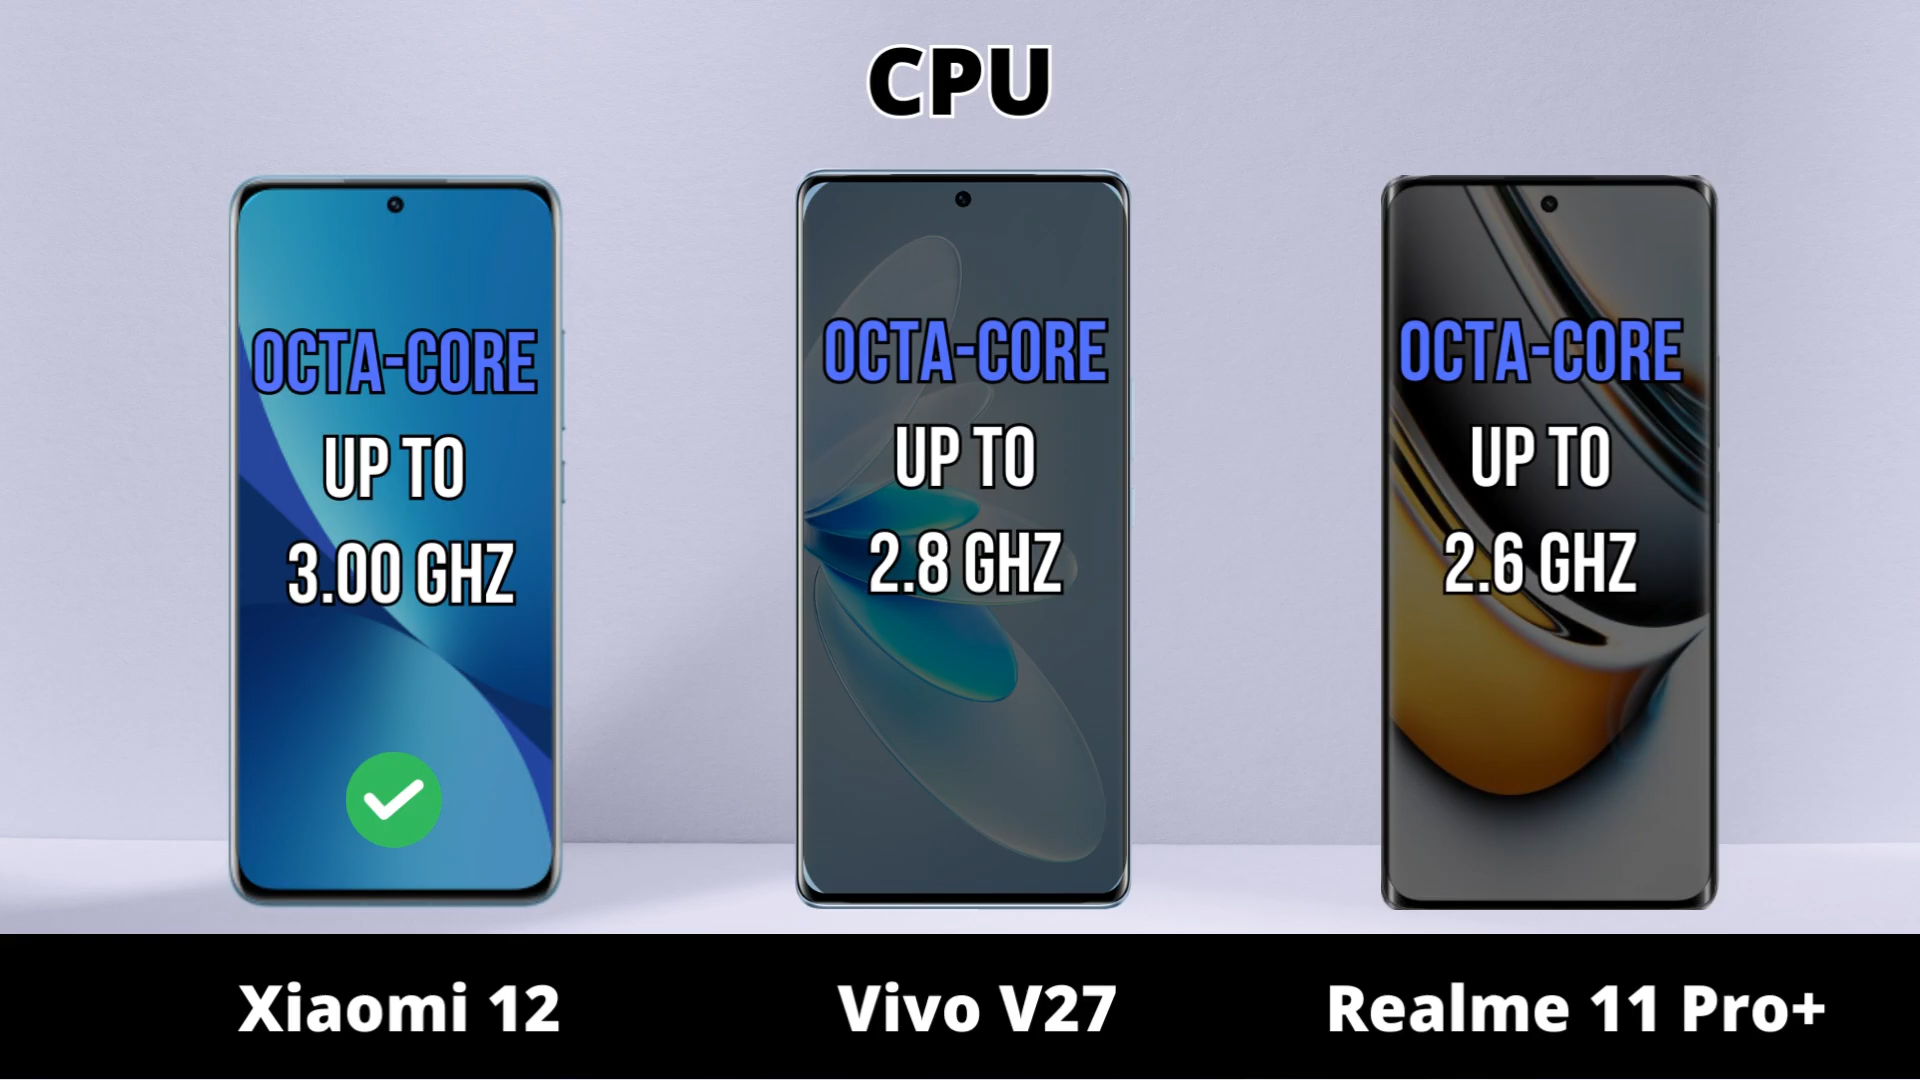 CPU
OCTA-CORE
UP TO
3.00 GHZ
OCTA-CORE
UP TO
2.8 GHZ
OCTA-CORE
UP TO
2.6 GHZ
Xiaomi 12
Vivo V27
Realme 11 Pro+